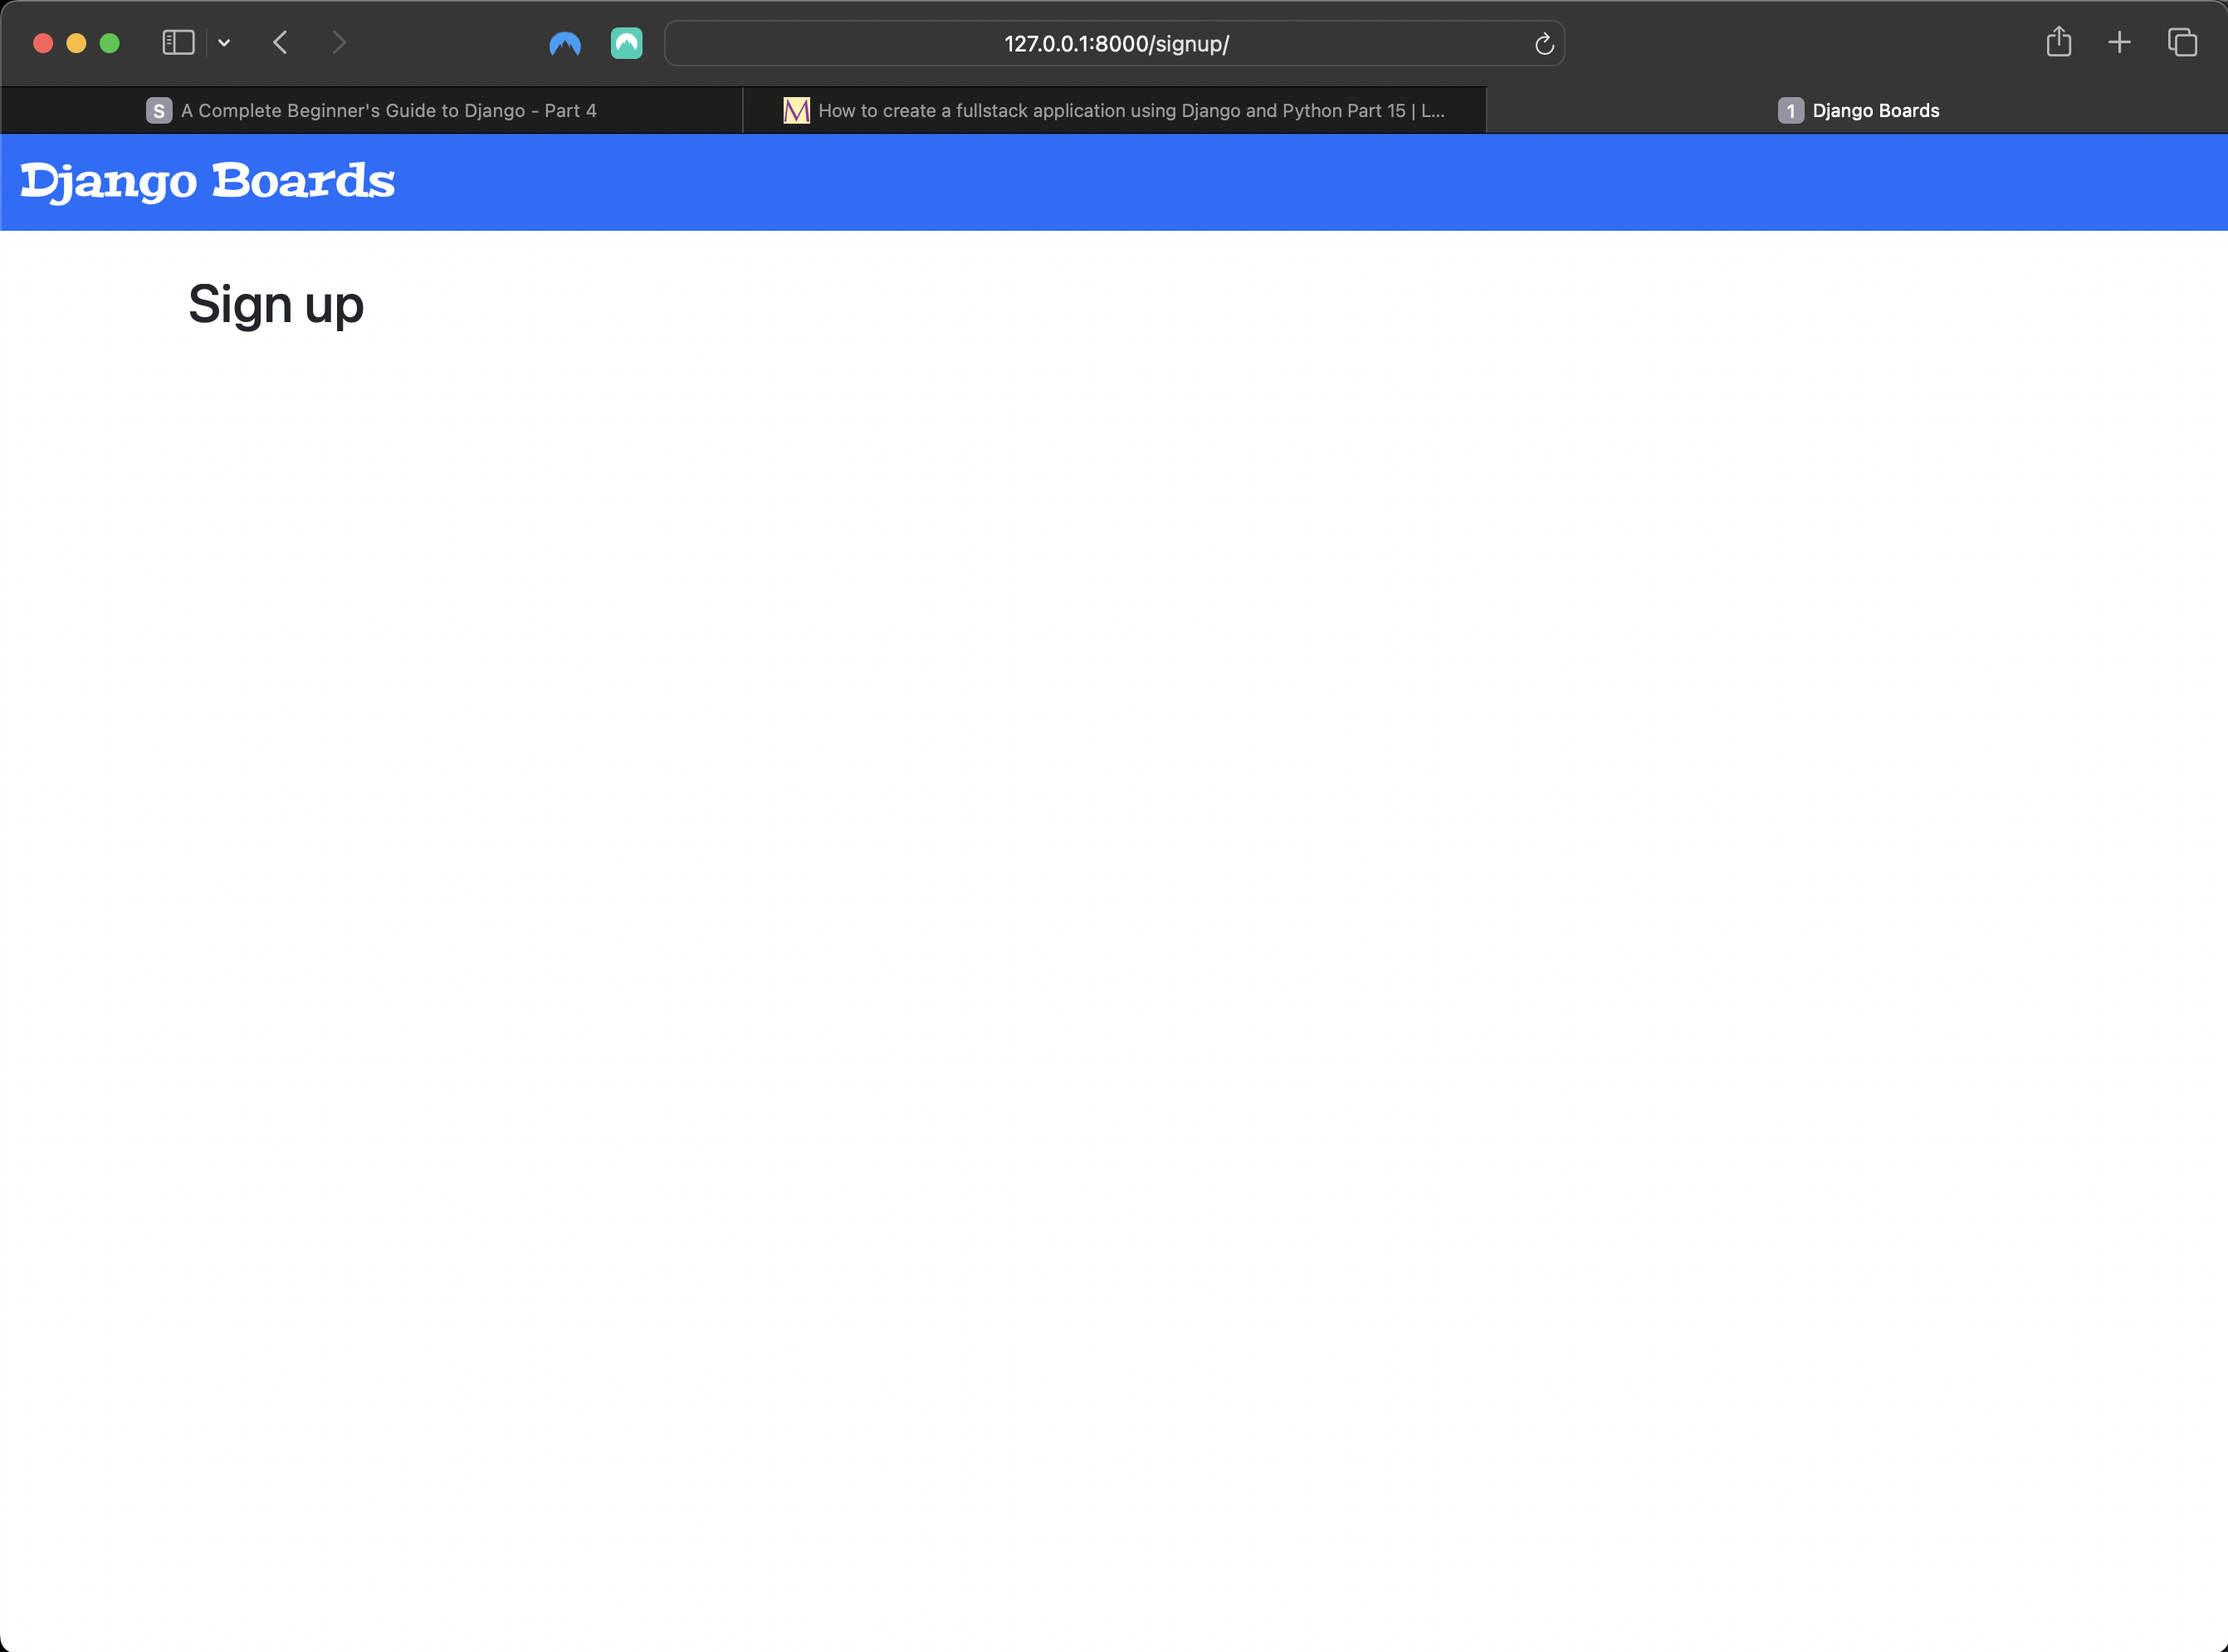 127.0.0.1:8000/signup/
S A Complete Beginner's Guide to Django - Part 4
M How to create a fullstack application using Django and Python Part 15 | L...
1 Django Boards
Django Boards
Sign up